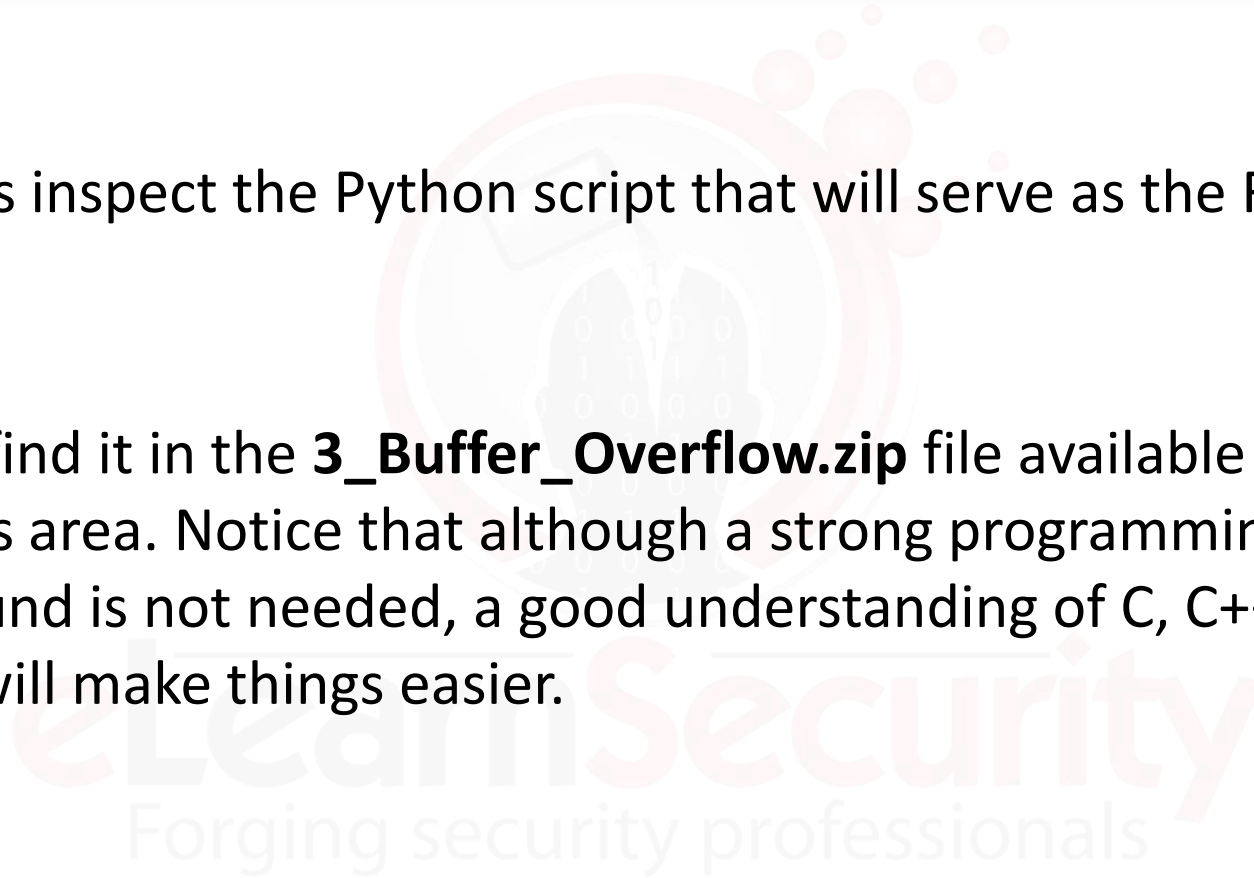 s inspect the Python script that will serve as the F
find it in the 3_Buffer_Overflow.zip file available
s area. Notice that although a strong programmin
und is not needed, a good understanding of C, C+
will make things easier.
eLearnSecurity
Forging security professionals